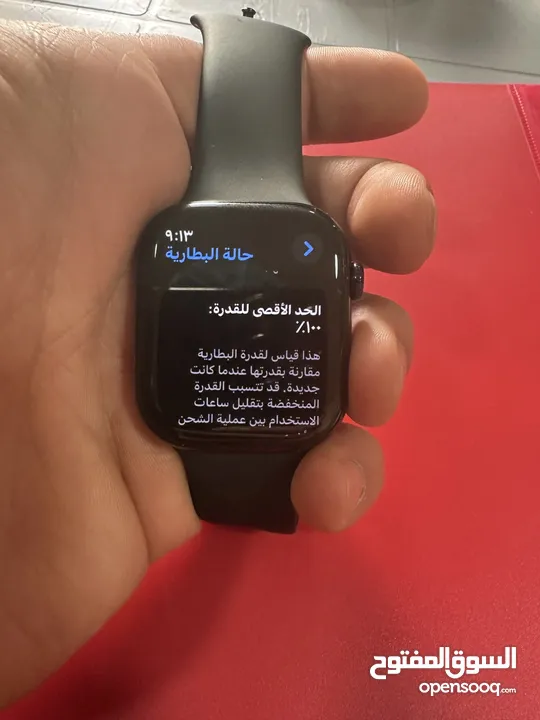 ٩:١٣
حالة البطارية
الحد الأقصى للقدرة:
٪١٠٠
هذا قياس لقدرة البطارية
مقارنة بقدرتها عندما كانت
جديدة. قد تتسبب القدرة
المنخفضة بتقليل ساعات
الاستخدام بين عملية الشحن
السوق المفتوح
opensooq.com